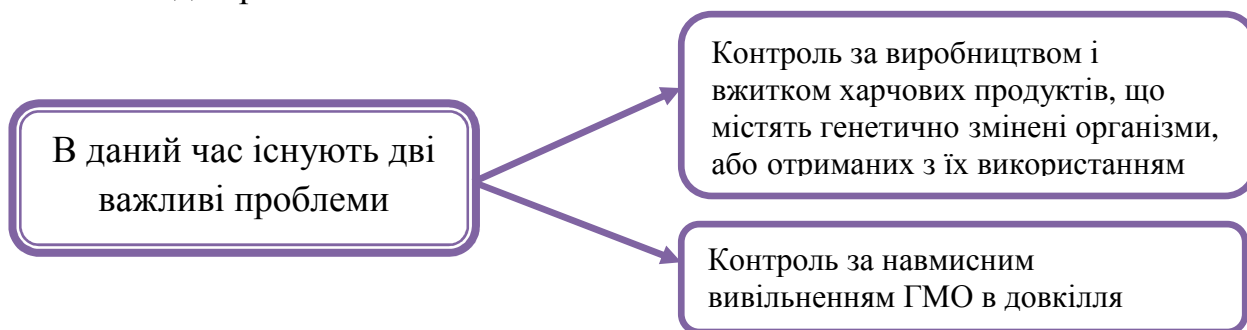 В даний час існують дві
важливі проблеми
Контроль за виробництвом і
вжитком харчових продуктів, що
містять генетично змінені організми,
або отриманих з їх використанням
Контроль за навмисним
вивільненням ГМО в довкілля